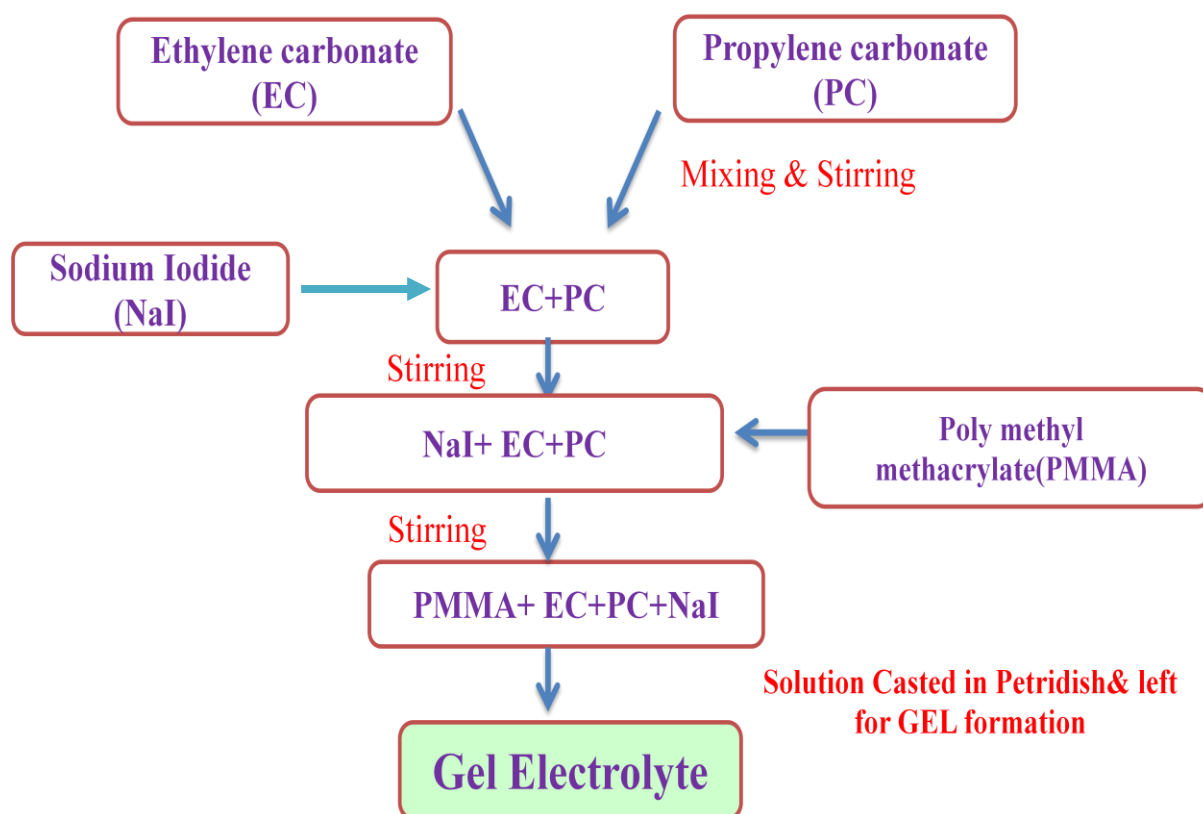 Ethylene carbonate
(EC)
Propylene carbonate
(PC)
Mixing & Stirring
Sodium Iodide
(NaI)
EC+PC
Stirring
NaI+ EC+PC
Poly methyl
methacrylate(PMMA)
Stirring
PMMA+ EC+PC+NaI
Solution Casted in Petridish& left
for GEL formation
Gel Electrolyte